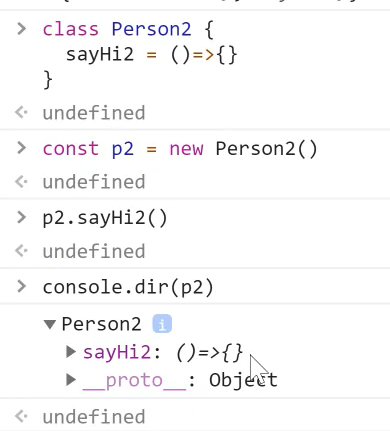 class Person2 {
sayHi2 = ()=>{}
}
undefined
const p2 = new Person2()
undefined
p2.sayHi2()
undefined
console.dir(p2)
Person2 i
sayHi2: ()=>{}
__proto__: Object
undefined